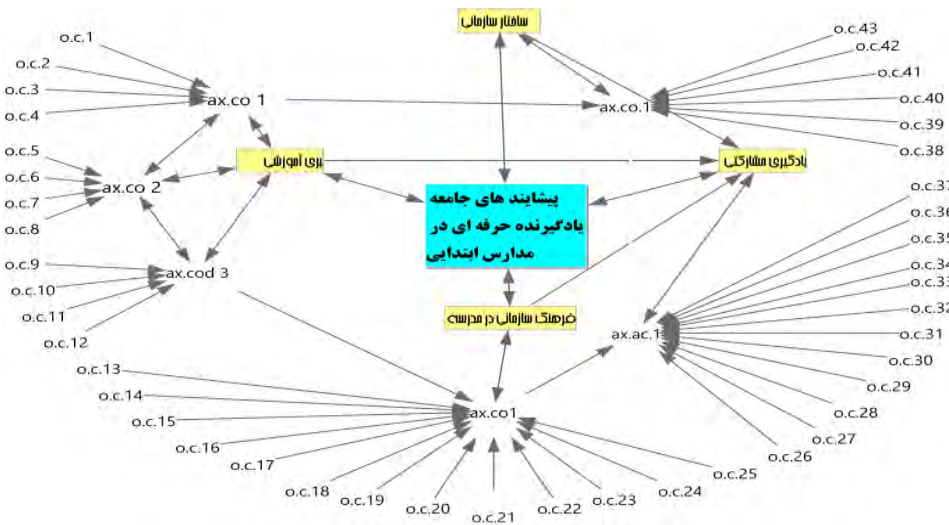 ساختار سازمانی
o.c.1
o.c.2
o.c.3
o.c.4
ax.co 1
o.c.43
o.c.42
o.c.41
o.c.40
o.c.39
o.c.38
ax.co.1
o.c.5
o.c.6
o.c.7
o.c.8
ax.co 2
بری آموزشی
یادگیری مشارکتی
پیشایند های جامعه
یادگیرنده حرفه ای در
مدارس ابتدایی
o.c.9
o.c.10
o.c.11
o.c.12
ax.cod 3
فرهنگ سازمانی در مدرسه
o.c.37
o.c.36
o.c.35
o.c.34
o.c.33
o.c.32
o.c.31
o.c.30
o.c.29
o.c.28
o.c.27
o.c.26
ax.ac.1
o.c.13
o.c.14
o.c.15
o.c.16
o.c.17
o.c.18
o.c.19
o.c.20
o.c.21
o.c.22
o.c.23
o.c.24
o.c.25
ax.co1